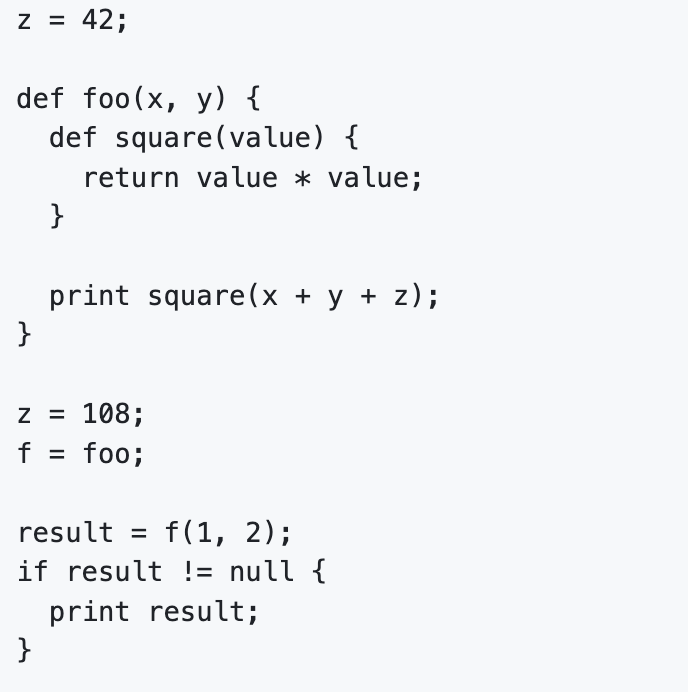 z = 42;

def foo(x, y) {
  def square(value) {
    return value * value;
  }

  print square(x + y + z);
}

z = 108;
f = foo;

result = f(1, 2);
if result != null {
  print result;
}